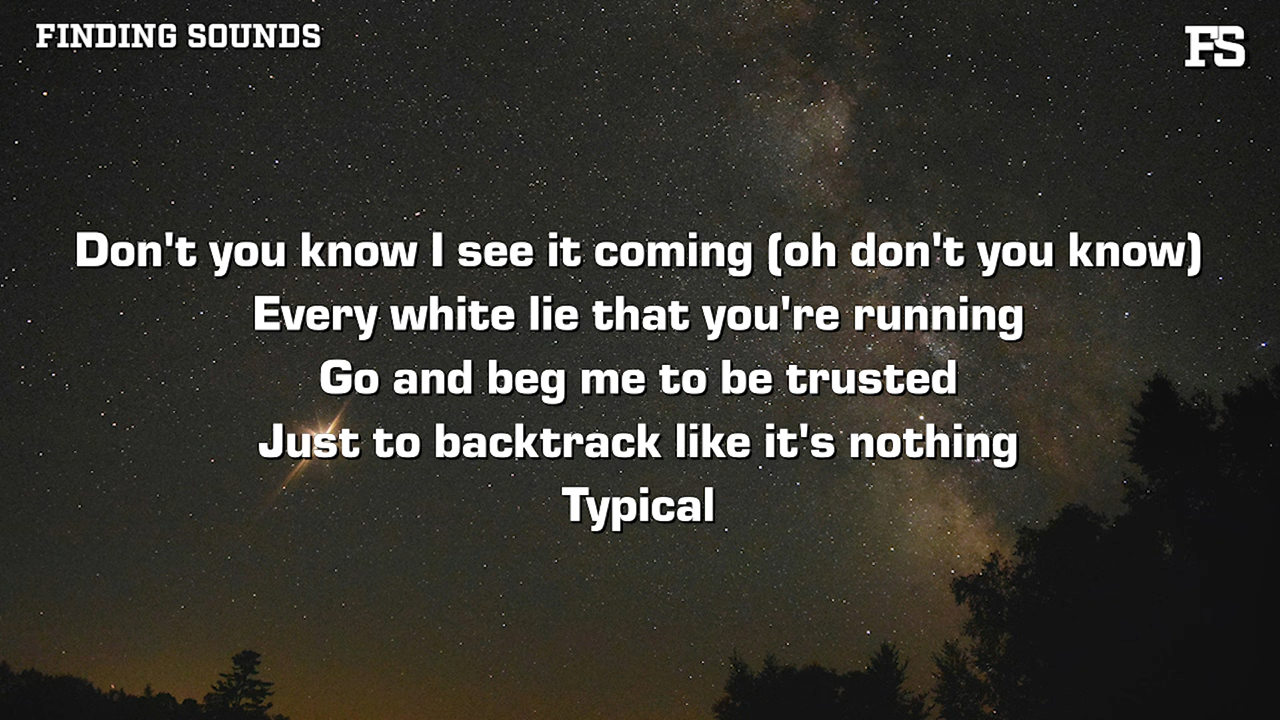 FINDING SOUNDS
FS
Don't you know I see it coming (oh don't you know)
Every white lie that you're running
Go and beg me to be trusted
Just to backtrack like it's nothing
Typical